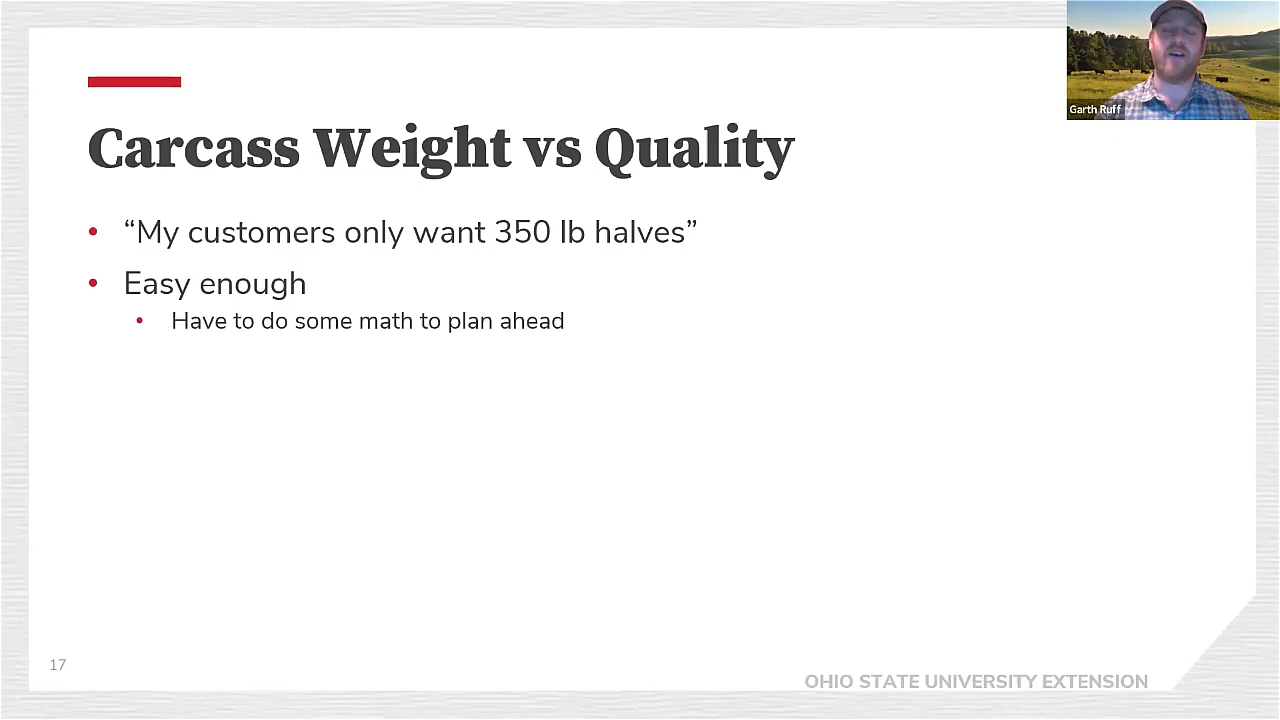 Garth Ruff
Carcass Weight vs Quality
• “My customers only want 350 lb halves”
• Easy enough
• Have to do some math to plan ahead
17
OHIO STATE UNIVERSITY EXTENSION